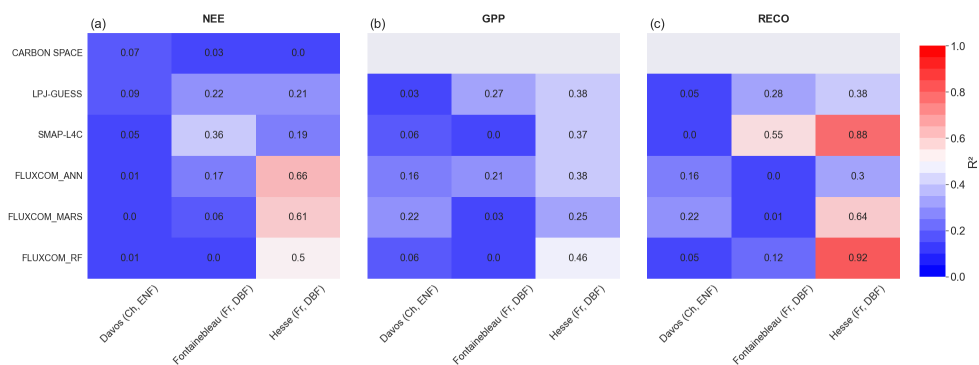 (a) NEE
(b) GPP
(c) RECO
CARBON SPACE 0.07 0.03 0.0
LPJ-GUESS 0.09 0.22 0.21 0.03 0.27 0.38 0.05 0.28 0.38
SMAP-L4C 0.05 0.36 0.19 0.06 0.0 0.37 0.0 0.55 0.88
FLUXCOM_ANN 0.01 0.17 0.66 0.16 0.21 0.38 0.16 0.0 0.3
FLUXCOM_MARS 0.0 0.06 0.61 0.22 0.03 0.25 0.22 0.01 0.64
FLUXCOM_RF 0.01 0.0 0.5 0.06 0.0 0.46 0.05 0.12 0.92
Davos (Ch, ENF)
Fontainebleau (Fr, DBF)
Hesse (Fr, DBF)
Davos (Ch, ENF)
Fontainebleau (Fr, DBF)
Hesse (Fr, DBF)
Davos (Ch, ENF)
Fontainebleau (Fr, DBF)
Hesse (Fr, DBF)
1.0
0.8
0.6
0.4
0.2
0.0
R²